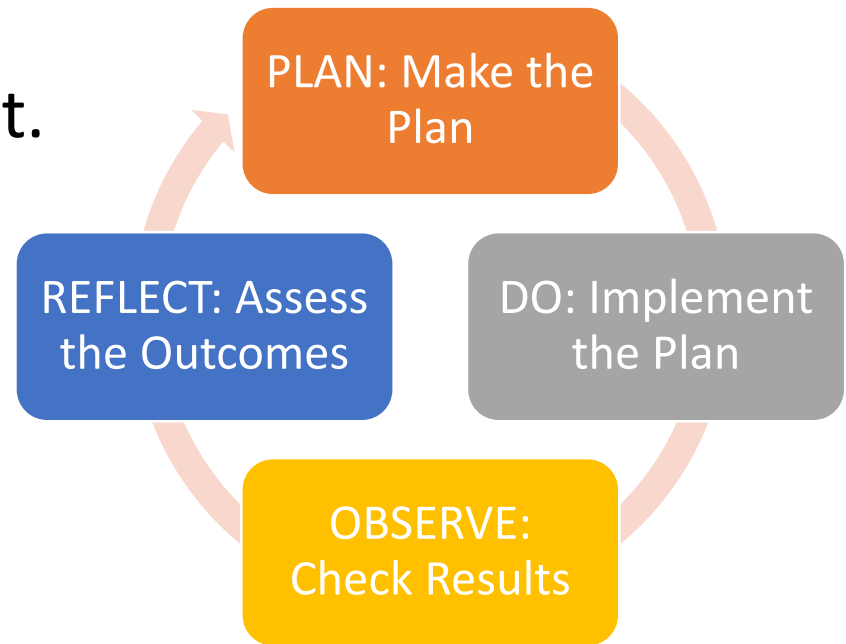 t.
PLAN: Make the
Plan
DO: Implement
the Plan
OBSERVE:
Check Results
REFLECT: Assess
the Outcomes